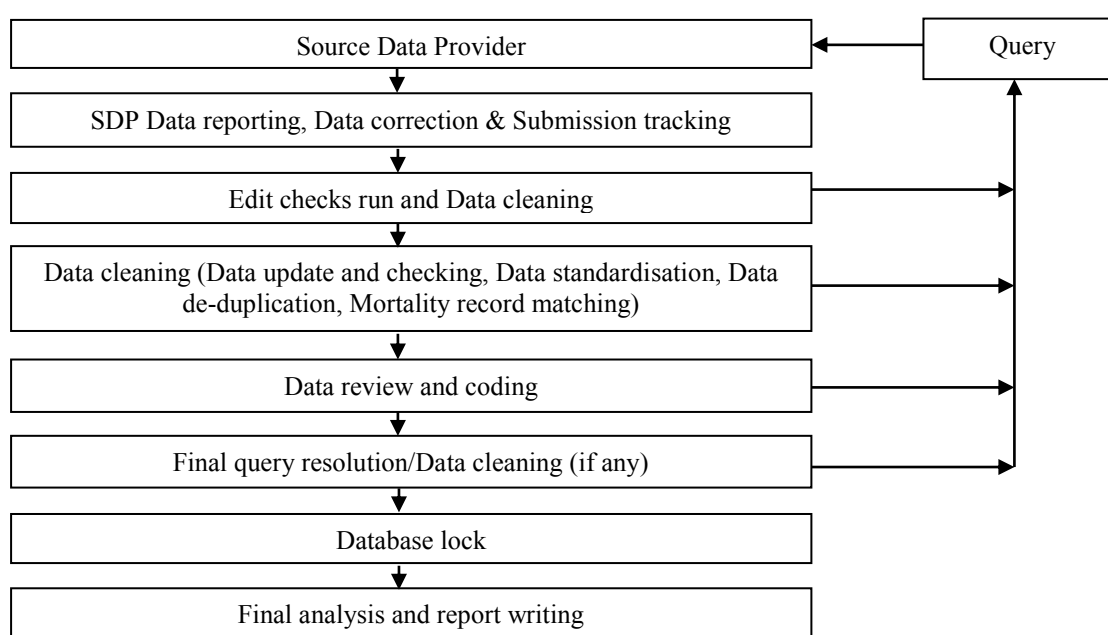 Source Data Provider
Query
SDP Data reporting, Data correction & Submission tracking
Edit checks run and Data cleaning
Data cleaning (Data update and checking, Data standardisation, Data
de-duplication, Mortality record matching)
Data review and coding
Final query resolution/Data cleaning (if any)
Database lock
Final analysis and report writing